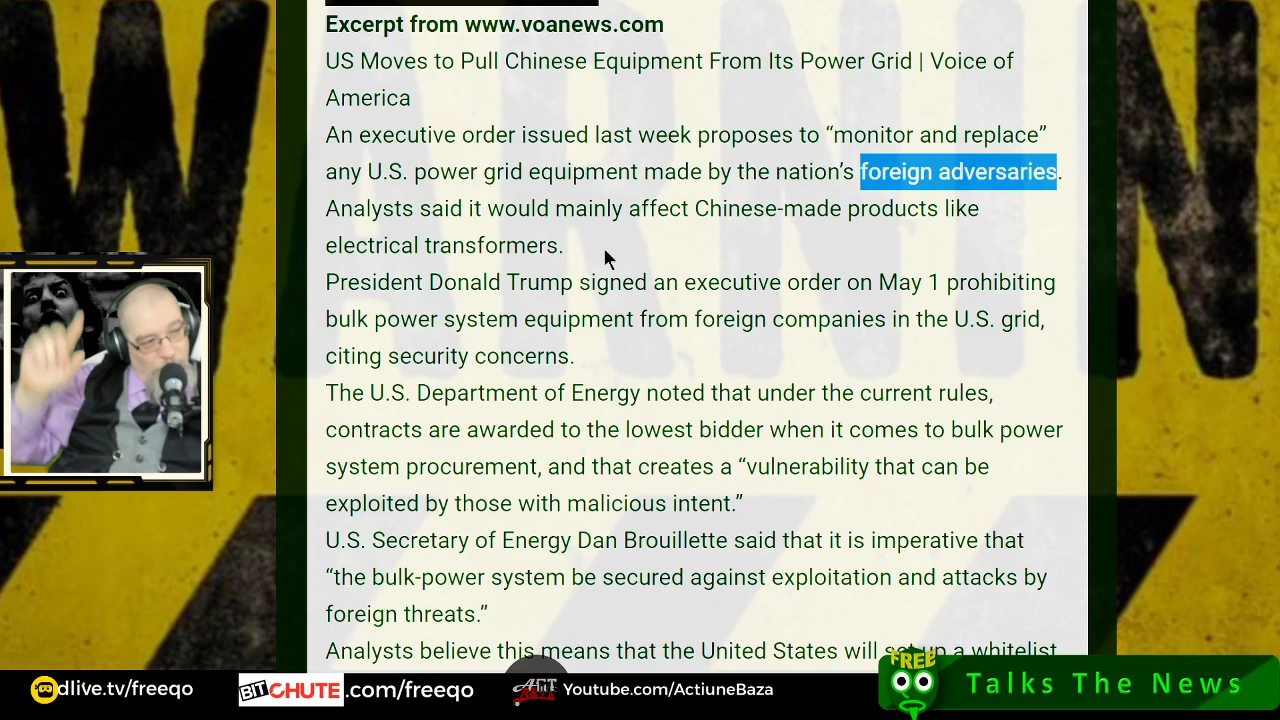 Excerpt from www.voanews.com
US Moves to Pull Chinese Equipment From Its Power Grid | Voice of
America
An executive order issued last week proposes to “monitor and replace”
any U.S. power grid equipment made by the nation’s foreign adversaries.
Analysts said it would mainly affect Chinese-made products like
electrical transformers.
President Donald Trump signed an executive order on May 1 prohibiting
bulk power system equipment from foreign companies in the U.S. grid,
citing security concerns.
The U.S. Department of Energy noted that under the current rules,
contracts are awarded to the lowest bidder when it comes to bulk power
system procurement, and that creates a “vulnerability that can be
exploited by those with malicious intent.”
U.S. Secretary of Energy Dan Brouillette said that it is imperative that
“the bulk-power system be secured against exploitation and attacks by
foreign threats.”
Analysts believe this means that the United States will set up a whitelist
dlive.tv/freeqo
BITCHUTE.com/freeqo
Youtube.com/ActiuneBaza
FREE
Talks The News